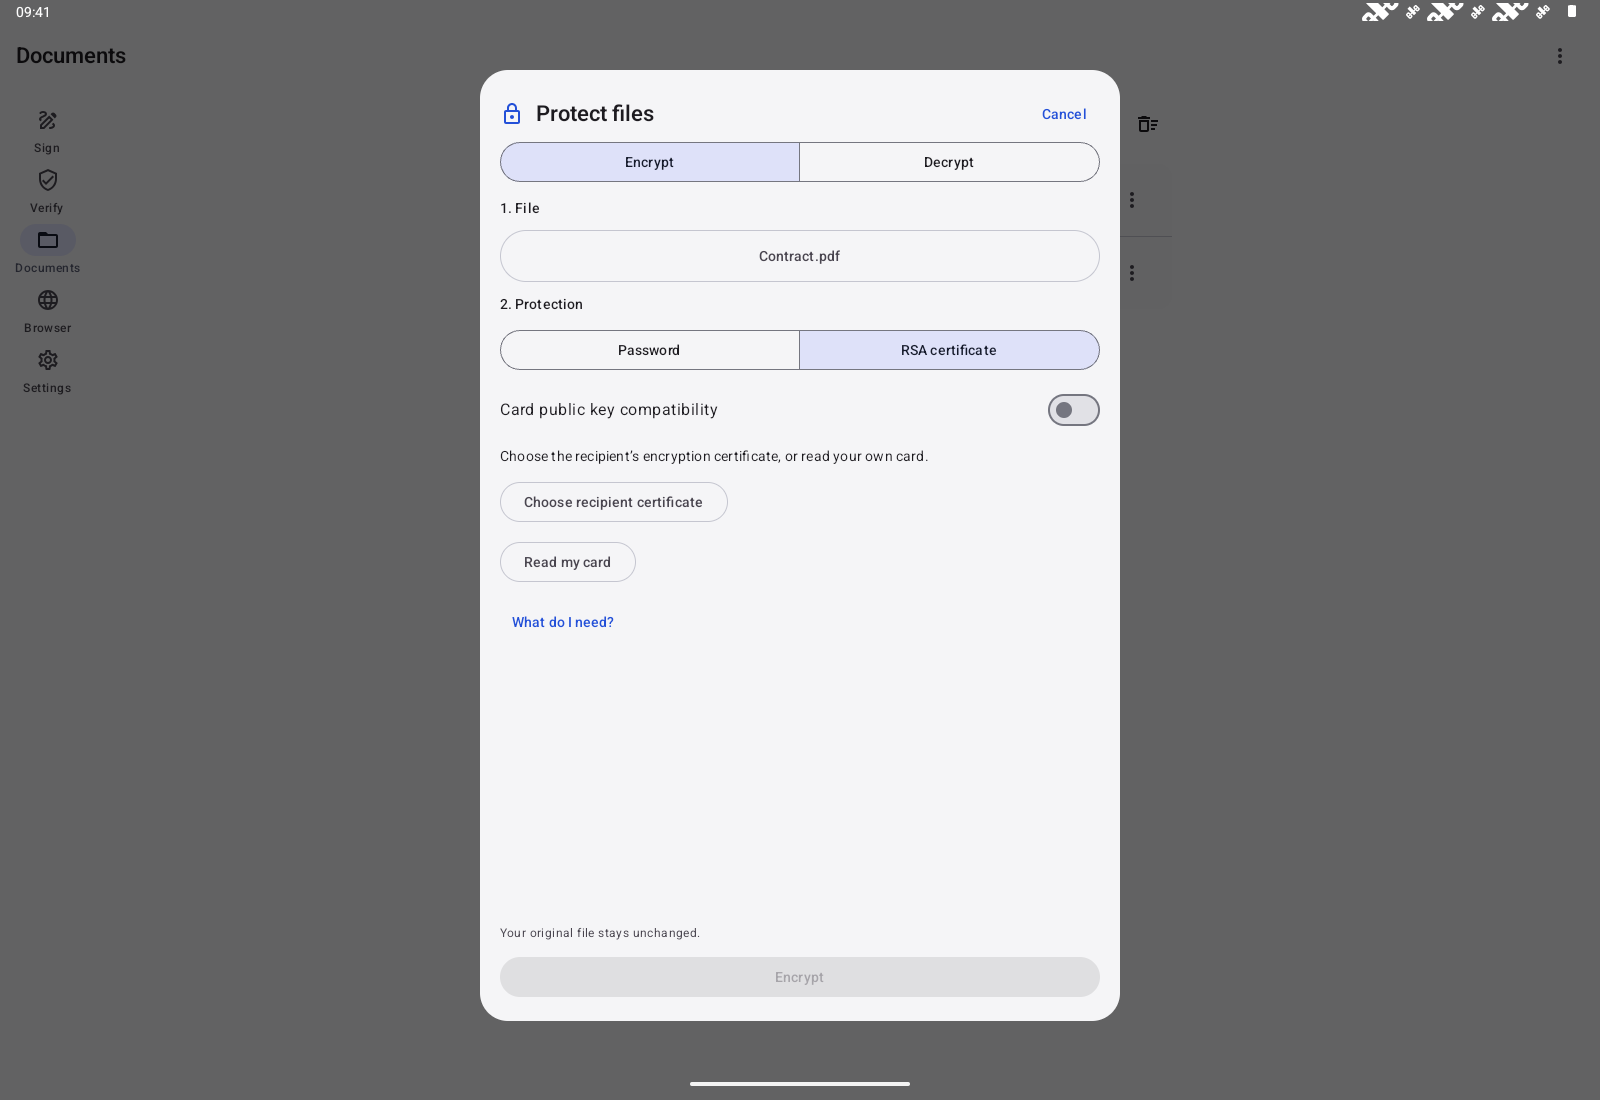 09:41
Documents
Protect files
Cancel
Encrypt
Decrypt
Sign
1. File
Verify
Contract.pdf
Documents
2. Protection
Browser
Password
RSA certificate
Settings
Card public key compatibility
Choose the recipient’s encryption certificate, or read your own card.
Choose recipient certificate
Read my card
What do I need?
Your original file stays unchanged.
Encrypt